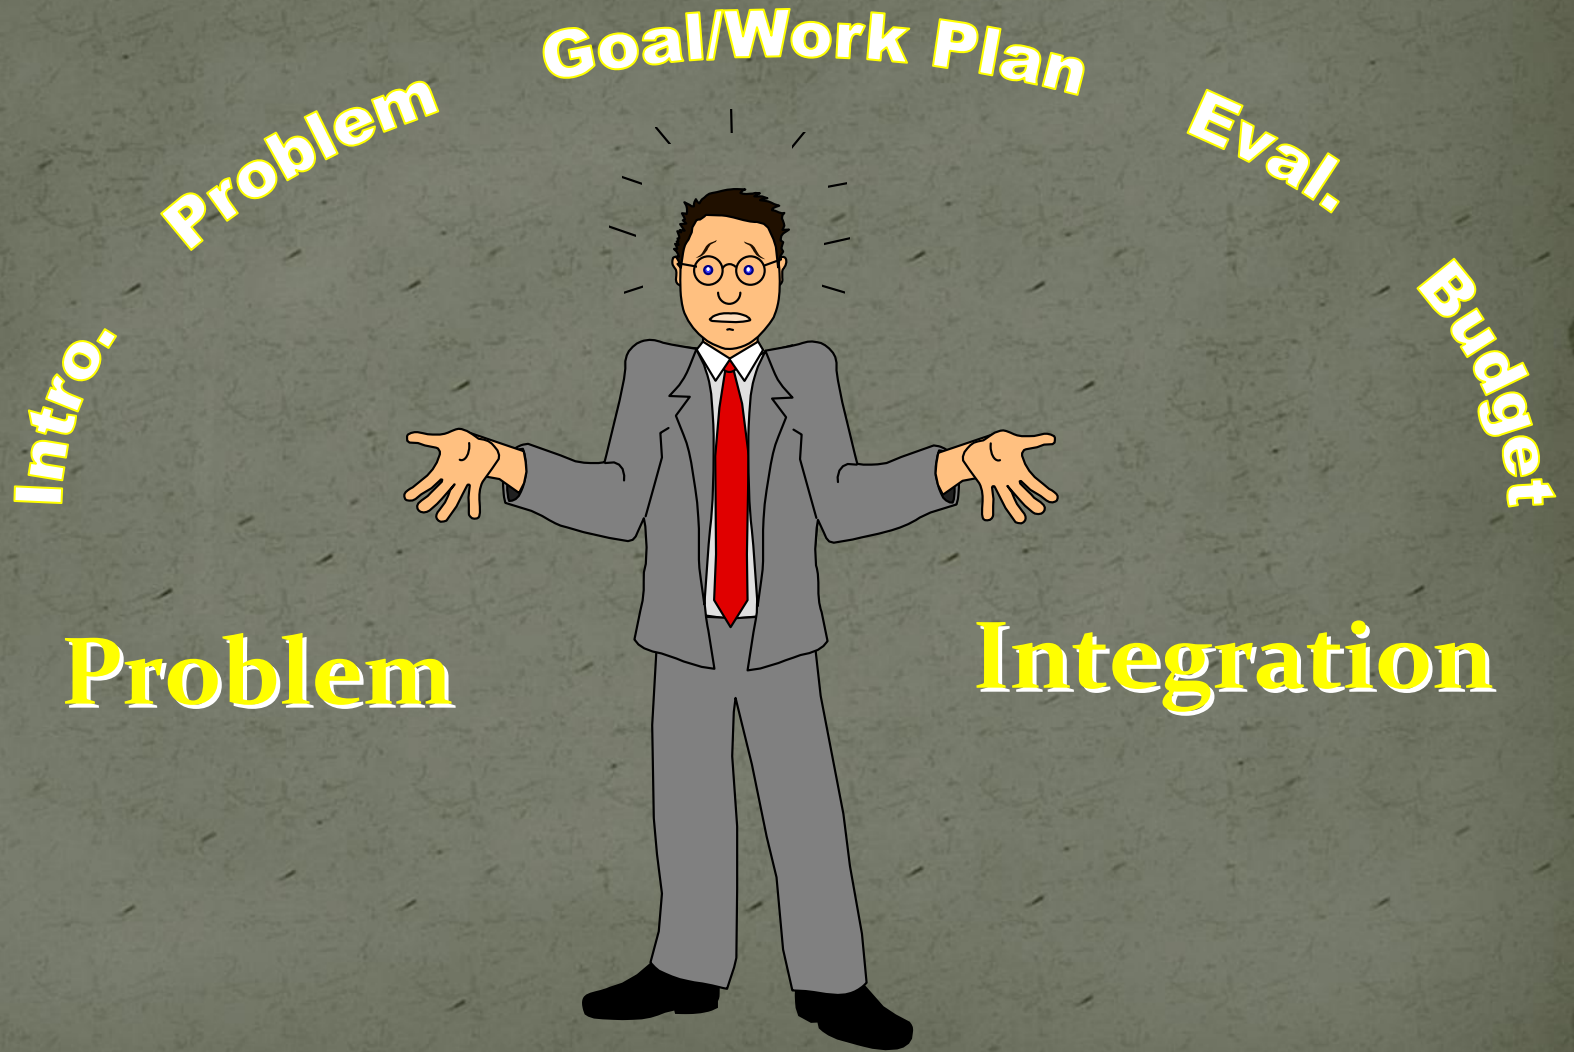 Intro.
Problem
Goal/Work Plan
Eval.
Budget
Problem
Integration